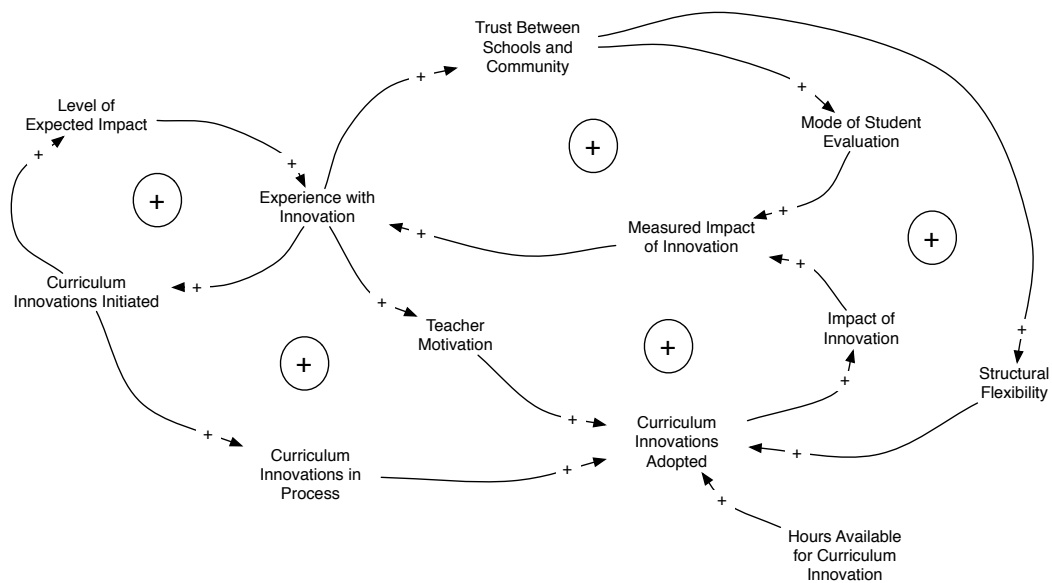 Trust Between
Schools and
Community
+
+
Level of
Expected Impact
Mode of Student
Evaluation
+
+
+
+
+
Experience with
Innovation
+
Measured Impact
of Innovation
+
+
+
Curriculum
Innovations Initiated
+
+
Teacher
Motivation
Impact of
Innovation
+
+
+
+
Structural
Flexibility
+
Curriculum
Innovations
Adopted
+
+
+
Curriculum
Innovations in
Process
+
+
Hours Available
for Curriculum
Innovation